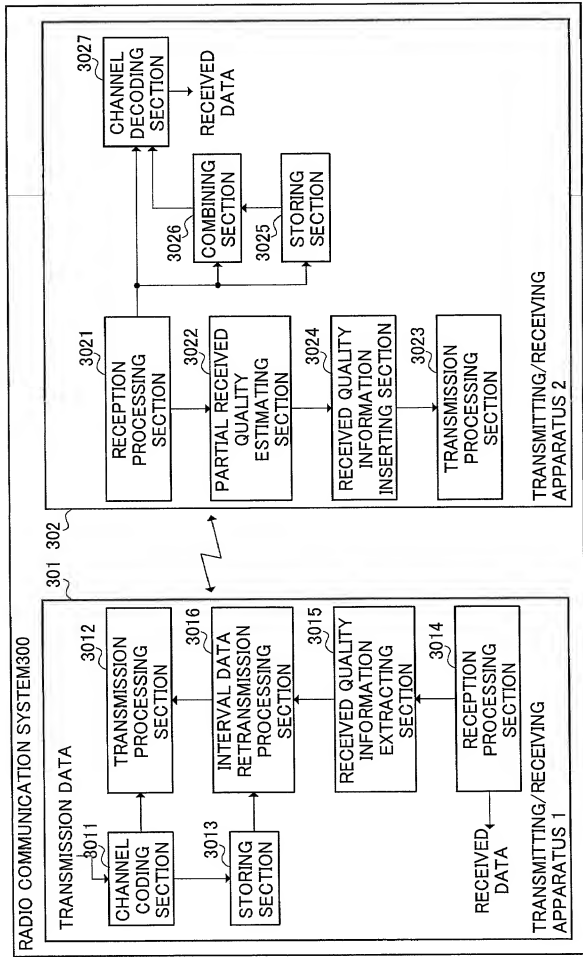 RADIO COMMUNICATION SYSTEM300
TRANSMISSION DATA
301
3011
CHANNEL
CODING
SECTION
3012
TRANSMISSION
PROCESSING
SECTION
3013
STORING
SECTION
3016
INTERVAL DATA
RETRANSMISSION
PROCESSING
SECTION
3015
RECEIVED QUALITY
INFORMATION
EXTRACTING
SECTION
3014
RECEPTION
PROCESSING
SECTION
RECEIVED
DATA
TRANSMITTING/RECEIVING
APPARATUS 1
302
3021
RECEPTION
PROCESSING
SECTION
3022
PARTIAL RECEIVED
QUALITY
ESTIMATING
SECTION
3024
RECEIVED QUALITY
INFORMATION
INSERTING SECTION
3023
TRANSMISSION
PROCESSING
SECTION
3027
CHANNEL
DECODING
SECTION
RECEIVED
DATA
3026
COMBINING
SECTION
3025
STORING
SECTION
TRANSMITTING/RECEIVING
APPARATUS 2